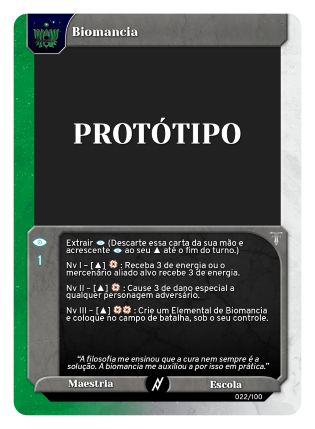 Biomancia
PROTÓTIPO
1
Extrair (Descarte essa carta da sua mão e
acrescente ao seu ▲ até o fim do turno.)
Nv I – [▲] : Receba 3 de energia ou o
mercenário aliado alvo recebe 3 de energia.
Nv II – [▲] : Cause 3 de dano especial a
qualquer personagem adversário.
Nv III – [▲] : Crie um Elemental de Biomancia
e coloque no campo de batalha, sob o seu controle.
“A filosofia me ensinou que a cura nem sempre é a
solução. A biomancia me auxiliou a por isso em prática.”
Maestria
Escola
022/100